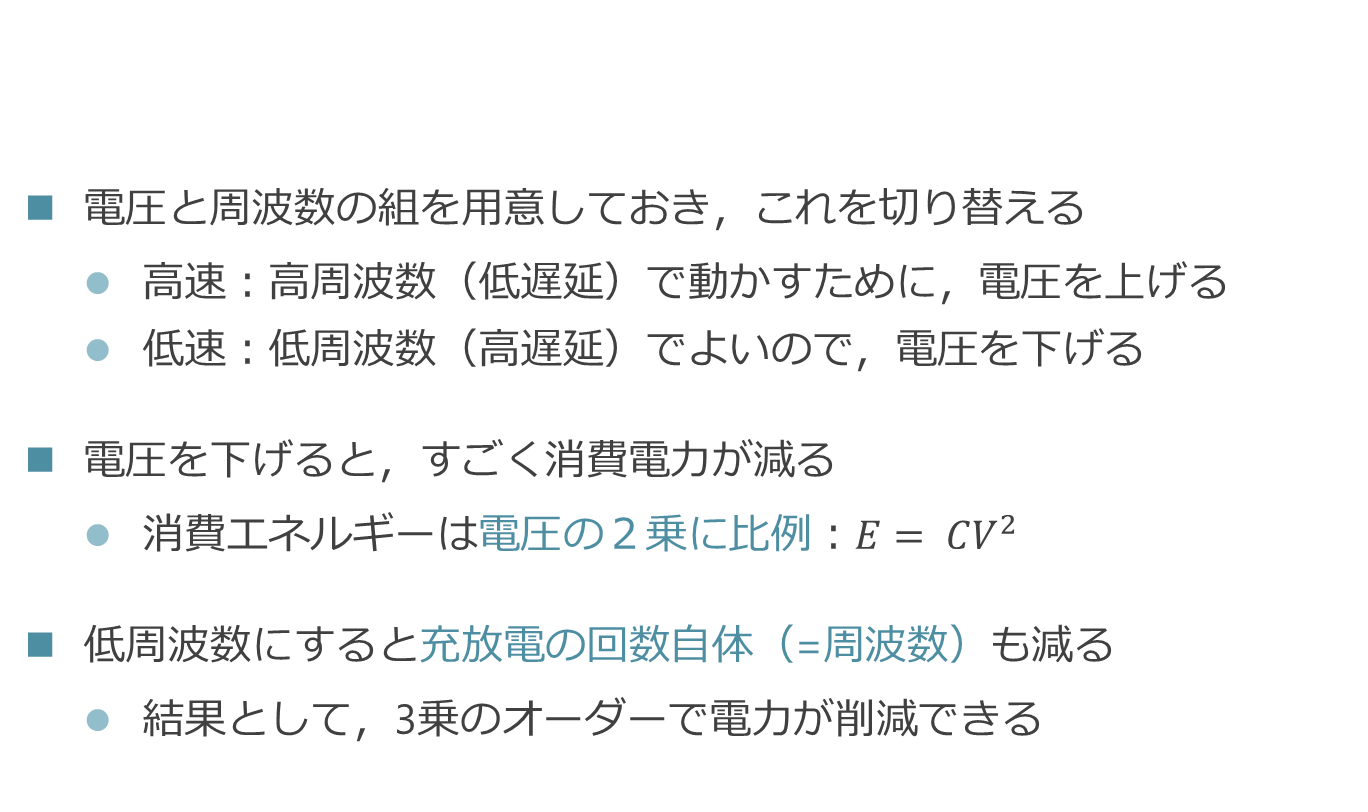 ■ 電圧と周波数の組を用意しておき，これを切り替える
● 高速：高周波数（低遅延）で動かすために，電圧を上げる
● 低速：低周波数（高遅延）でよいので，電圧を下げる
■ 電圧を下げると，すごく消費電力が減る
● 消費エネルギーは電圧の２乗に比例：E = CV²
■ 低周波数にすると充放電の回数自体（=周波数）も減る
● 結果として，3乗のオーダーで電力が削減できる